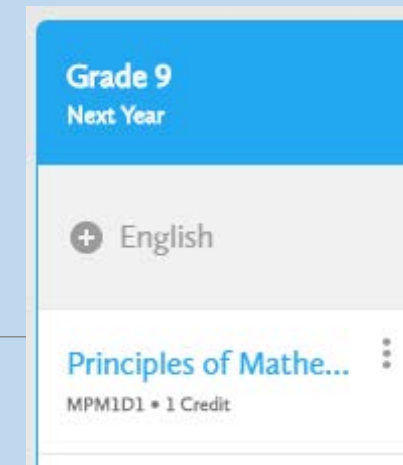 Grade 9
Next Year
English
Principles of Mathe...
MPM1D1 • 1 Credit